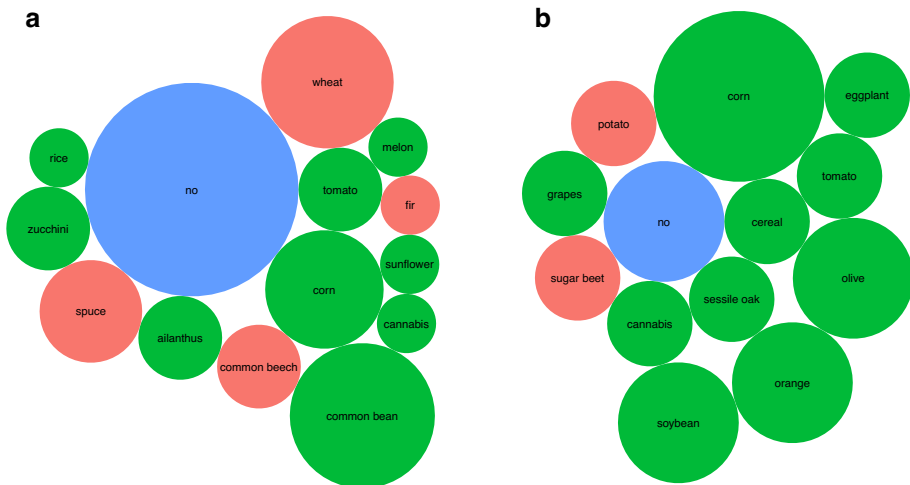 a
wheat
melon
rice
no
tomato
fir
zucchini
sunflower
corn
spuce
cannabis
ailanthus
common beech
common bean
b
corn
eggplant
potato
tomato
grapes
no
cereal
sugar beet
olive
sessile oak
cannabis
orange
soybean